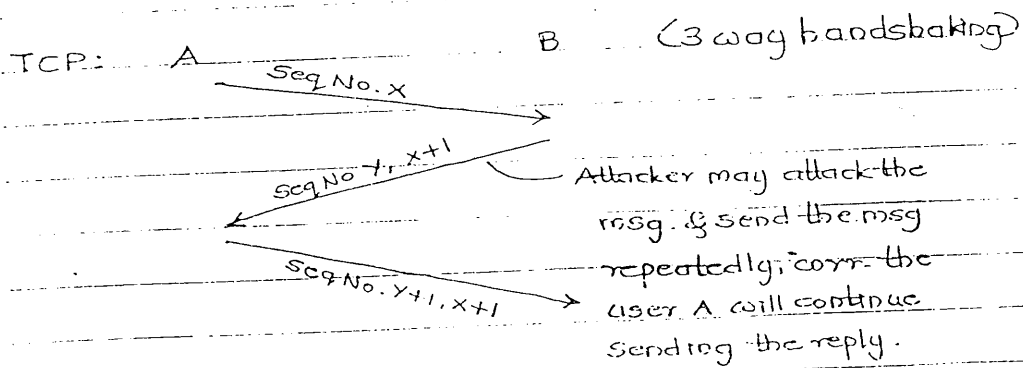 TCP: A B (3 way handshaking)
Seq No. X
Seq No Y, X+1
Attacker may attack the
msg. & send the msg
repeatedly, corr. the
Seq No. Y+1, X+1
user A will continue
sending the reply.